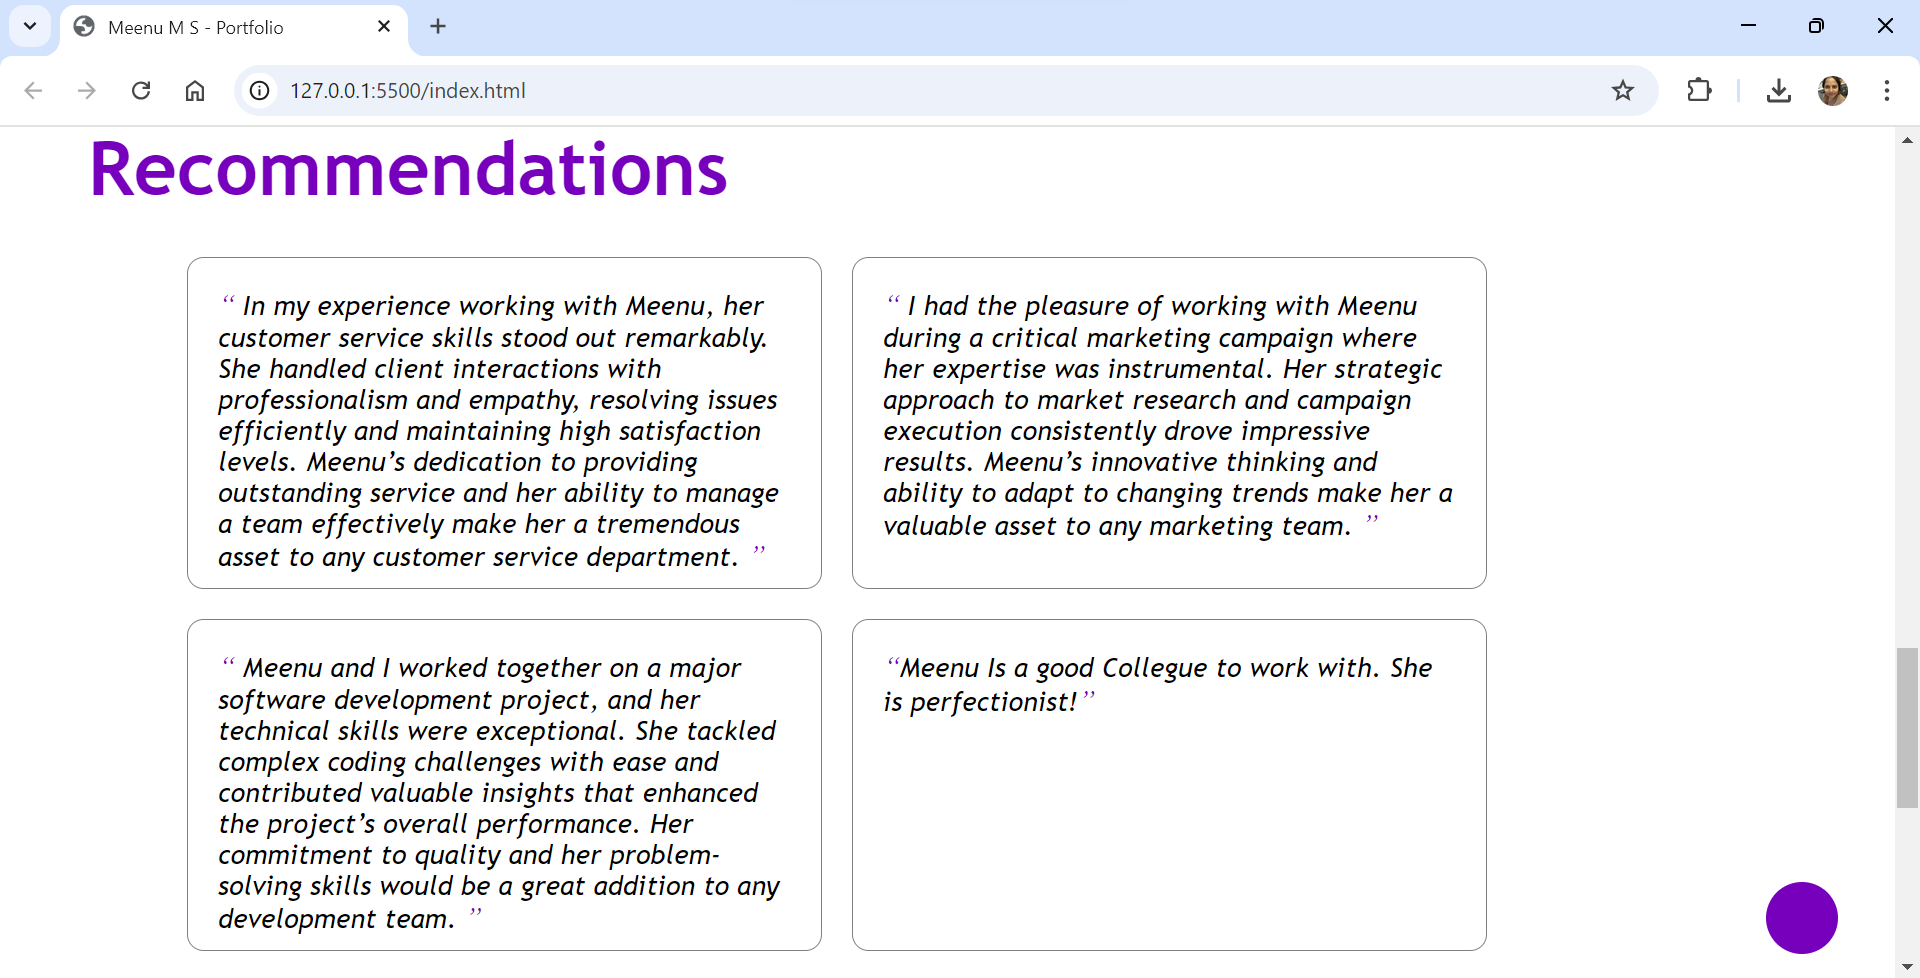 Meenu M S - Portfolio
127.0.0.1:5500/index.html
Recommendations
“ In my experience working with Meenu, her
customer service skills stood out remarkably.
She handled client interactions with
professionalism and empathy, resolving issues
efficiently and maintaining high satisfaction
levels. Meenu’s dedication to providing
outstanding service and her ability to manage
a team effectively make her a tremendous
asset to any customer service department. ”
“ I had the pleasure of working with Meenu
during a critical marketing campaign where
her expertise was instrumental. Her strategic
approach to market research and campaign
execution consistently drove impressive
results. Meenu’s innovative thinking and
ability to adapt to changing trends make her a
valuable asset to any marketing team. ”
“ Meenu and I worked together on a major
software development project, and her
technical skills were exceptional. She tackled
complex coding challenges with ease and
contributed valuable insights that enhanced
the project’s overall performance. Her
commitment to quality and her problem-
solving skills would be a great addition to any
development team. ”
“Meenu Is a good Collegue to work with. She
is perfectionist!”